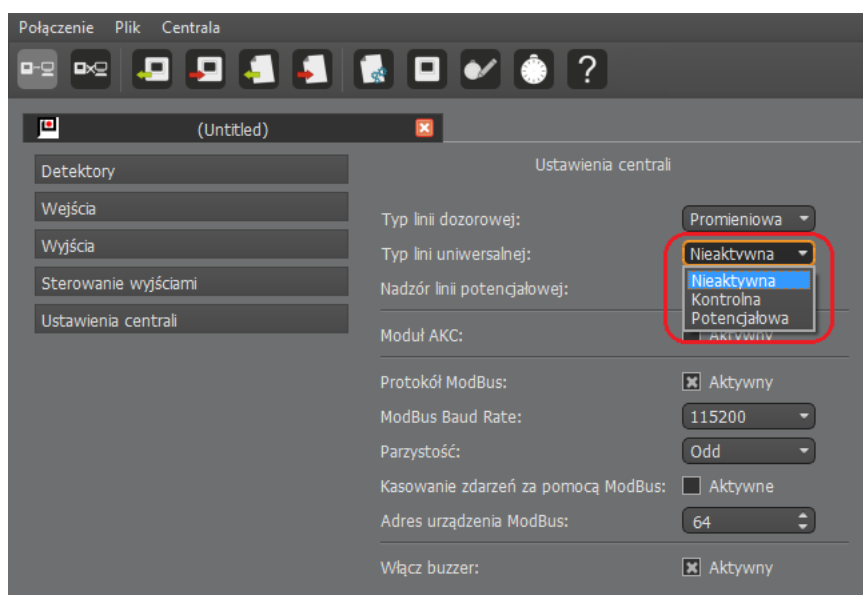 Połączenie Plik Centrala
?
(Untitled)
Detektory
Wejścia
Wyjścia
Sterowanie wyjściami
Ustawienia centrali
Ustawienia centrali
Typ linii dozorowej: Promieniowa
Typ lini uniwersalnej: Nieaktywna
Nieaktywna
Kontrolna
Potencjałowa
Nadzór linii potencjałowej:
Moduł AKC: Aktywny
Protokół ModBus: Aktywny
ModBus Baud Rate: 115200
Parzystość: Odd
Kasowanie zdarzeń za pomocą ModBus: Aktywne
Adres urządzenia ModBus: 64
Włącz buzzer: Aktywny